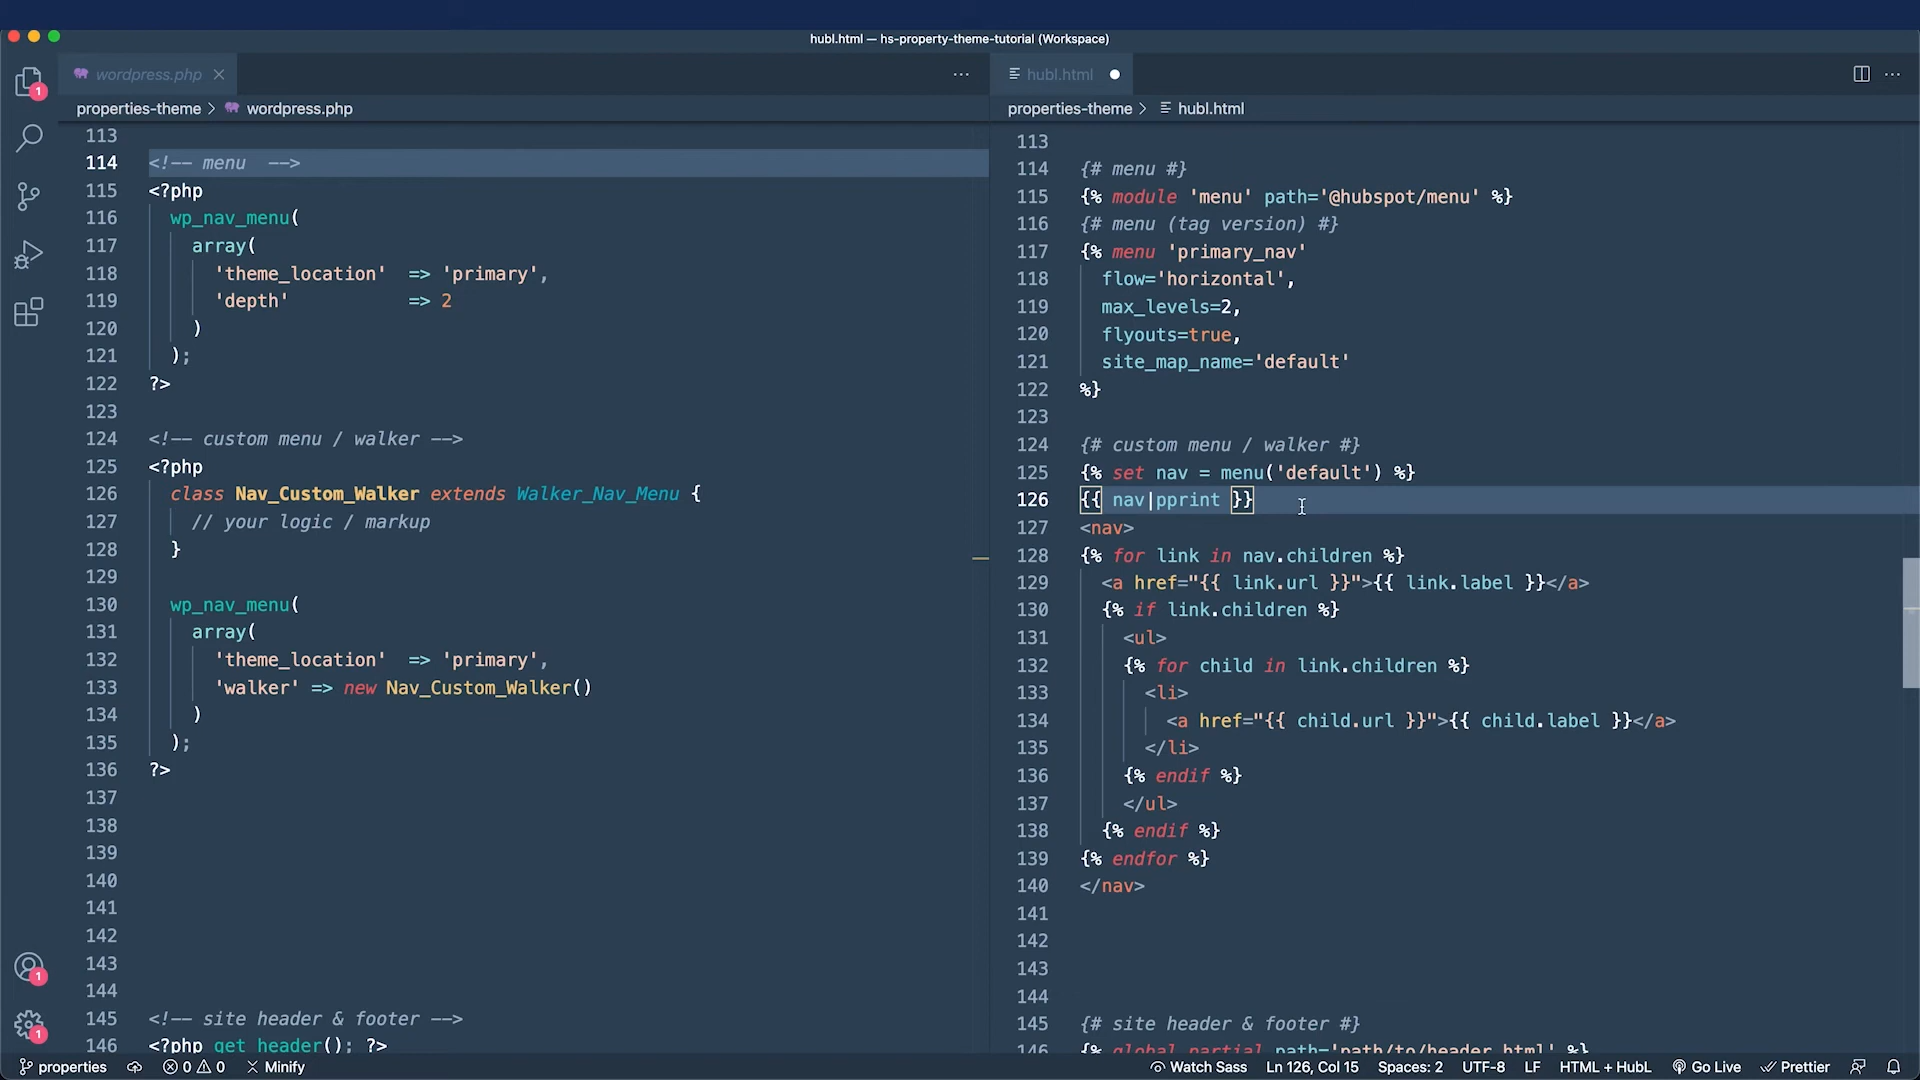 hubl.html — hs-property-theme-tutorial (Workspace)
wordpress.php
hubl.html
properties-theme > wordpress.php
properties-theme > hubl.html
1
113
114 <!-- menu  -->
115 <?php
116 wp_nav_menu(
117 array(
118 'theme_location'  => 'primary',
119 'depth'           => 2
120 )
121 );
122 ?>
123
124 <!-- custom menu / walker -->
125 <?php
126 class Nav_Custom_Walker extends Walker_Nav_Menu {
127 // your logic / markup
128 }
129
130 wp_nav_menu(
131 array(
132 'theme_location'  => 'primary',
133 'walker' => new Nav_Custom_Walker()
134 )
135 );
136 ?>
137
138
139
140
141
142
143
144
145 <!-- site header & footer -->
146 <?php get_header(); ?>
113
114 {# menu #}
115 {% module 'menu' path='@hubspot/menu' %}
116 {# menu (tag version) #}
117 {% menu 'primary_nav'
118 flow='horizontal',
119 max_levels=2,
120 flyouts=true,
121 site_map_name='default'
122 %}
123
124 {# custom menu / walker #}
125 {% set nav = menu('default') %}
126 {{ nav|pprint }}
127 <nav>
128 {% for link in nav.children %}
129 <a href="{{ link.url }}">{{ link.label }}</a>
130 {% if link.children %}
131 <ul>
132 {% for child in link.children %}
133 <li>
134 <a href="{{ child.url }}">{{ child.label }}</a>
135 </li>
136 {% endif %}
137 </ul>
138 {% endif %}
139 {% endfor %}
140 </nav>
141
142
143
144
145 {# site header & footer #}
146 {% global_partial path='path/to/header.html' %}
1
1
properties 0 0 Minify Watch Sass Ln 126, Col 15 Spaces: 2 UTF-8 LF HTML + HubL Go Live Prettier